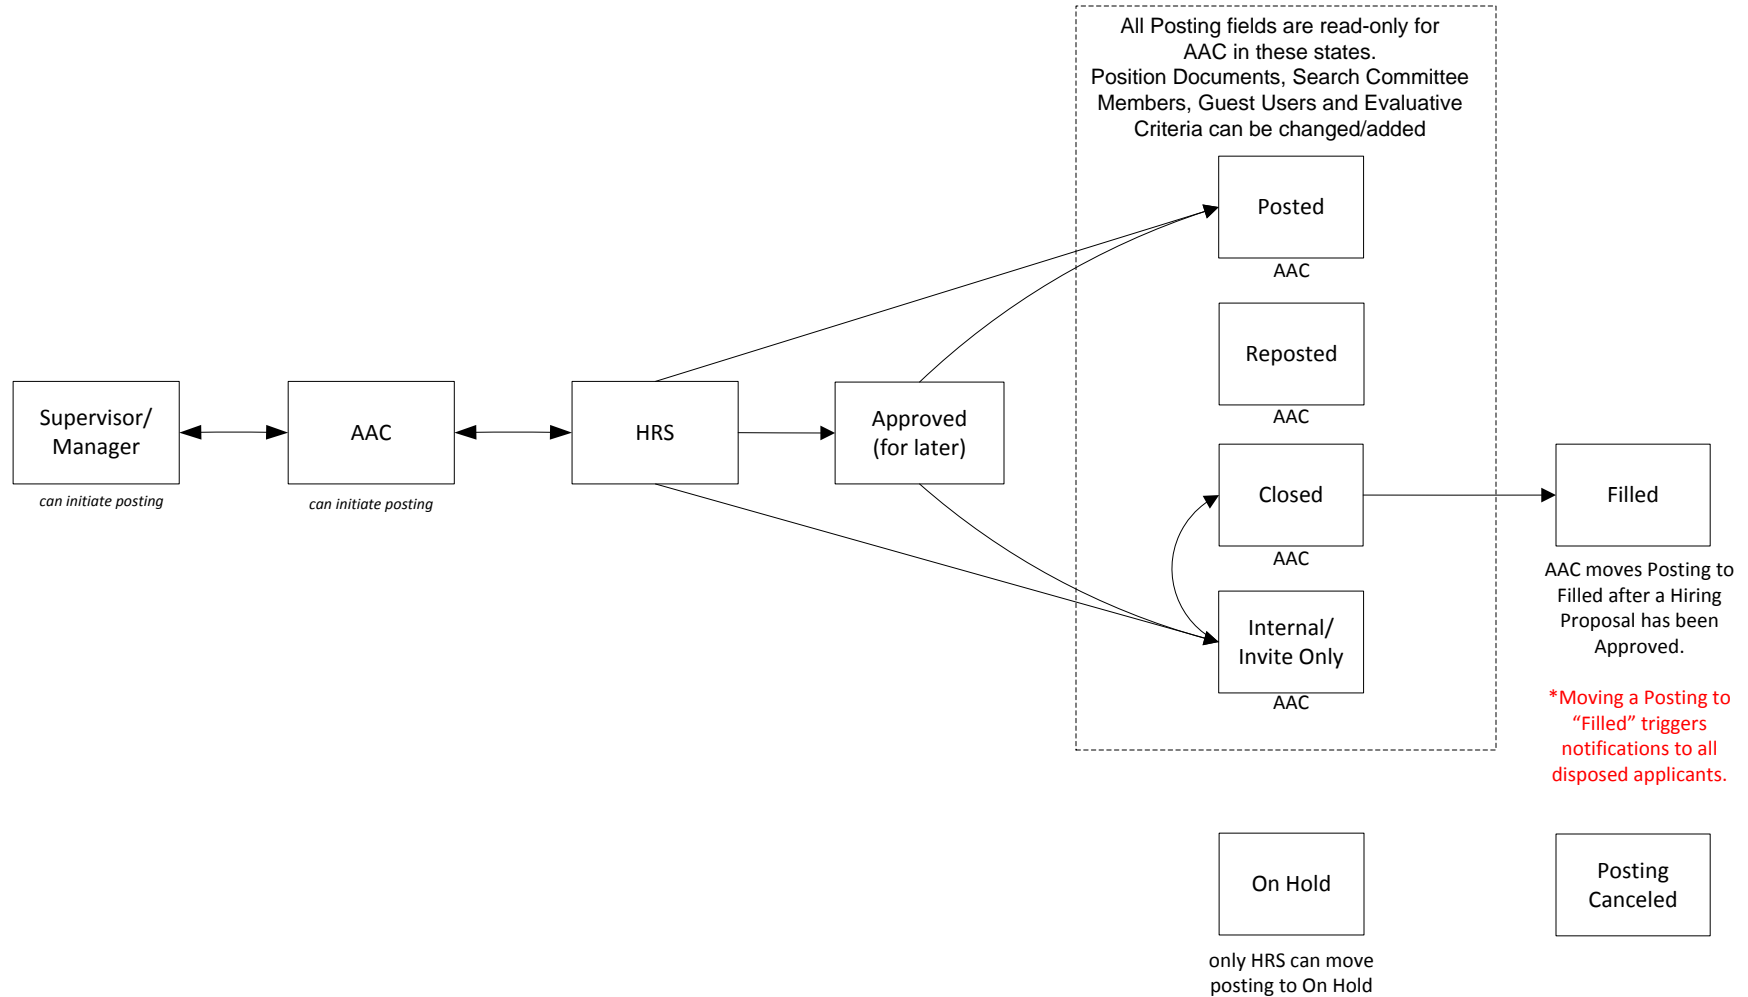 All Posting fields are read-only for
AAC in these states.
Position Documents, Search Committee
Members, Guest Users and Evaluative
Criteria can be changed/added
Posted
AAC
Reposted
AAC
Supervisor/
Manager
can initiate posting
AAC
can initiate posting
HRS
Approved
(for later)
Closed
AAC
Filled
AAC moves Posting to
Filled after a Hiring
Proposal has been
Approved.
Internal/
Invite Only
AAC
*Moving a Posting to
“Filled” triggers
notifications to all
disposed applicants.
On Hold
only HRS can move
posting to On Hold
Posting
Canceled